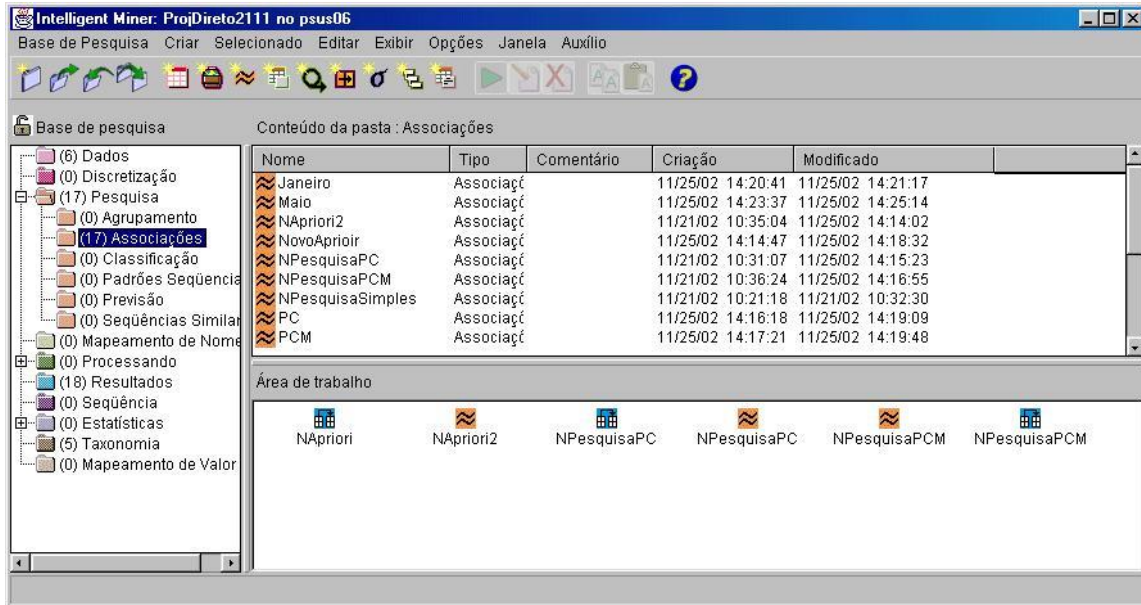 Intelligent Miner: ProjDireto2111 no psus06
Base de Pesquisa Criar Selecionado Editar Exibir Opções Janela Auxílio
Base de pesquisa
(6) Dados
(0) Discretização
(17) Pesquisa
(0) Agrupamento
(17) Associações
(0) Classificação
(0) Padrões Seqüencia
(0) Previsão
(0) Seqüências Similar
(0) Mapeamento de Nome
(0) Processando
(18) Resultados
(0) Seqüência
(0) Estatísticas
(5) Taxonomia
(0) Mapeamento de Valor
Conteúdo da pasta : Associações
Nome Tipo Comentário Criação Modificado
Janeiro Associaçõ 11/25/02 14:20:41 11/25/02 14:21:17
Maio Associaçõ 11/25/02 14:23:37 11/25/02 14:25:14
NApriori2 Associaçõ 11/21/02 10:35:04 11/25/02 14:14:02
NovoAprioir Associaçõ 11/25/02 14:14:47 11/25/02 14:18:32
NPesquisaPC Associaçõ 11/21/02 10:31:07 11/25/02 14:15:23
NPesquisaPCM Associaçõ 11/21/02 10:36:24 11/25/02 14:16:55
NPesquisaSimples Associaçõ 11/21/02 10:21:18 11/21/02 10:32:30
PC Associaçõ 11/25/02 14:16:18 11/25/02 14:19:09
PCM Associaçõ 11/25/02 14:17:21 11/25/02 14:19:48
Área de trabalho
NApriori NApriori2 NPesquisaPC NPesquisaPC NPesquisaPCM NPesquisaPCM